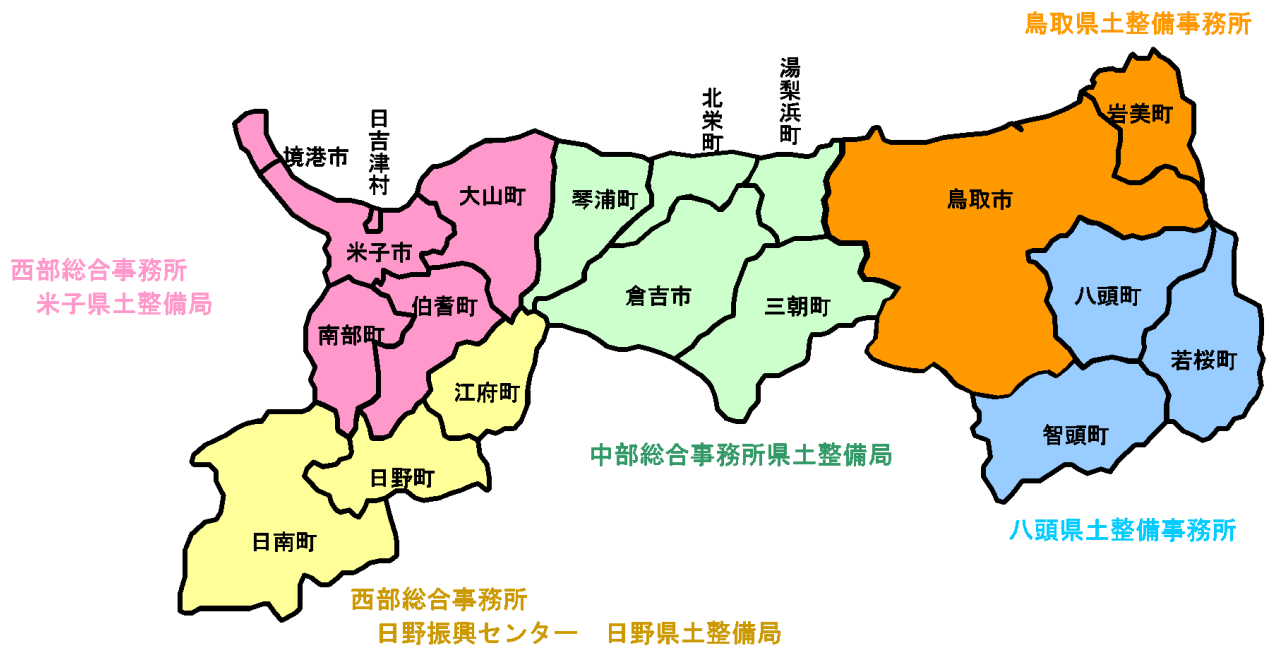 鳥取県土整備事務所
湯梨浜町
北栄町
日吉津村
岩美町
境港市
大山町
琴浦町
鳥取市
米子市
西部総合事務所
米子県土整備局
伯耆町
倉吉市
三朝町
八頭町
南部町
若桜町
江府町
智頭町
中部総合事務所県土整備局
日野町
八頭県土整備事務所
日南町
西部総合事務所
日野振興センター 日野県土整備局